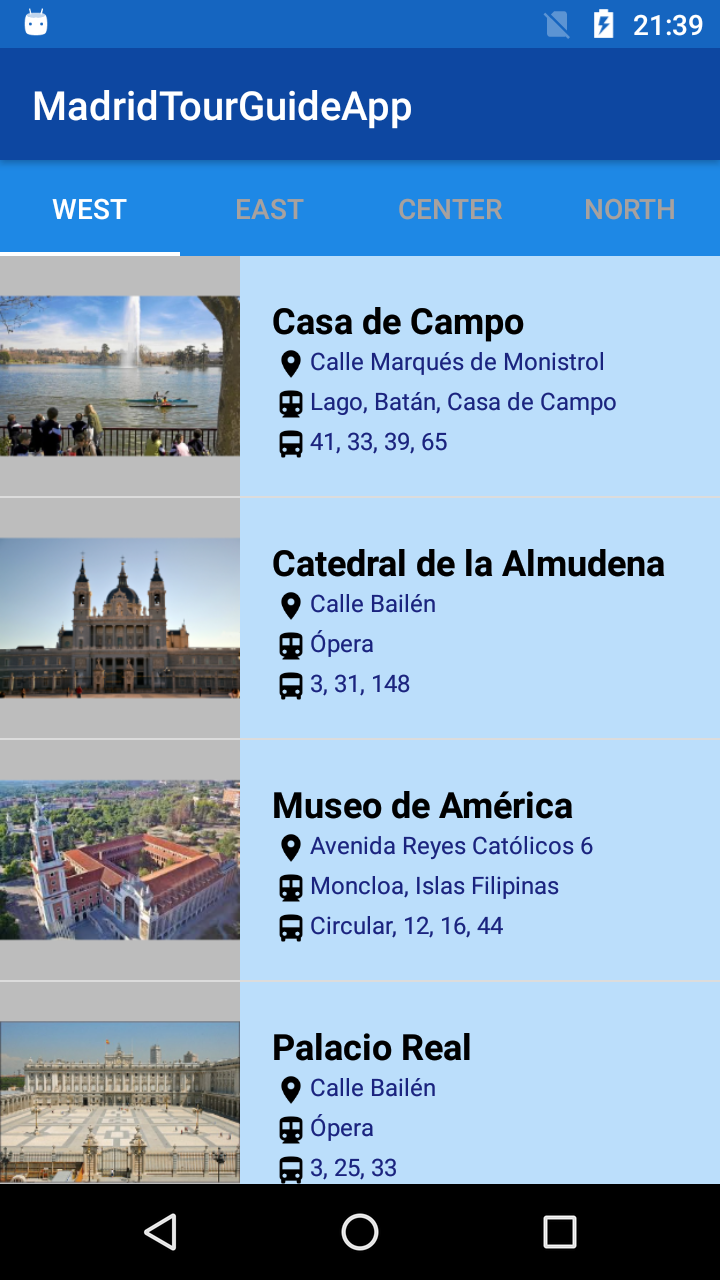 21:39
MadridTourGuideApp
WEST EAST CENTER NORTH
Casa de Campo
Calle Marqués de Monistrol
Lago, Batán, Casa de Campo
41, 33, 39, 65
Catedral de la Almudena
Calle Bailén
Ópera
3, 31, 148
Museo de América
Avenida Reyes Católicos 6
Moncloa, Islas Filipinas
Circular, 12, 16, 44
Palacio Real
Calle Bailén
Ópera
3, 25, 33